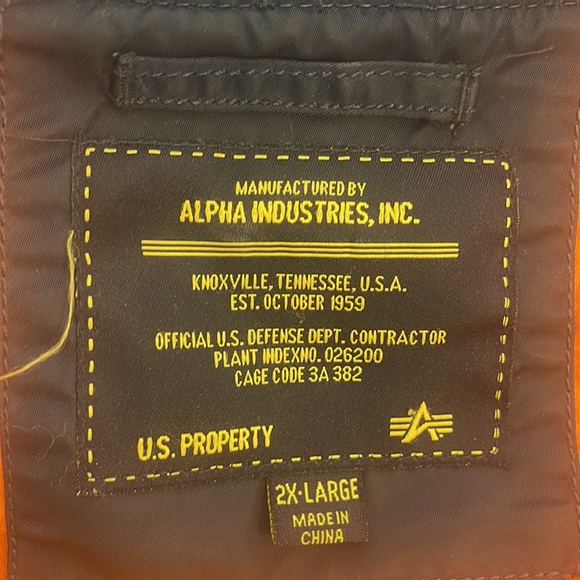 MANUFACTURED BY
ALPHA INDUSTRIES, INC.
KNOXVILLE, TENNESSEE, U.S.A.
EST. OCTOBER 1959
OFFICIAL U.S. DEFENSE DEPT. CONTRACTOR
PLANT INDEXNO. 026200
CAGE CODE 3A 382
U.S. PROPERTY
2X-LARGE
MADE IN
CHINA